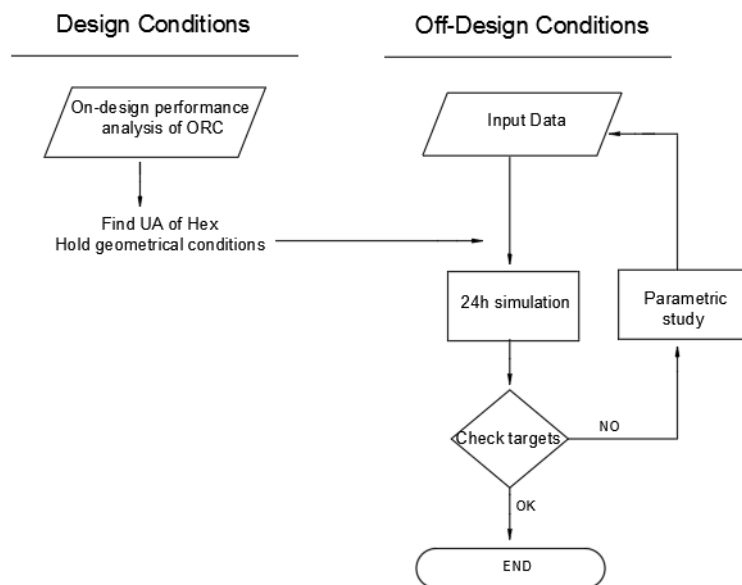 Design Conditions
Off-Design Conditions
On-design performance
analysis of ORC
Input Data
Find UA of Hex
Hold geometrical conditions
24h simulation
Parametric
study
Check targets
NO
OK
END